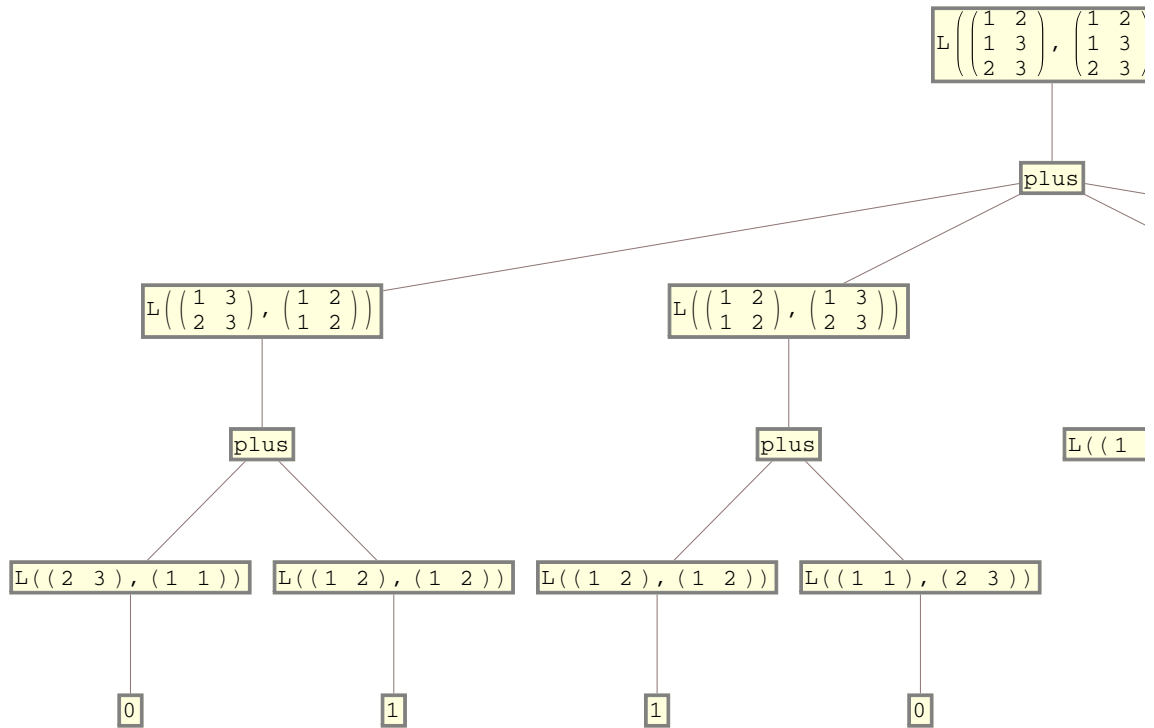 L((1 2
1 3
2 3), (1 2
1 3
2 3)
plus
L((1 3
2 3), (1 2
1 2))
L((1 2
1 2), (1 3
2 3))
plus
plus
L((1
L((2 3),(1 1))
L((1 2),(1 2))
L((1 2),(1 2))
L((1 1),(2 3))
0
1
1
0